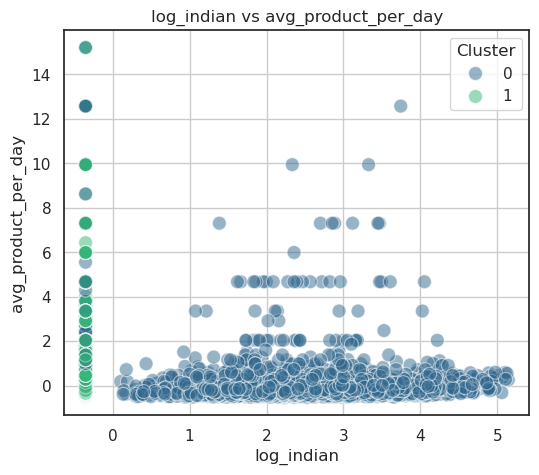 log_indian vs avg_product_per_day
Cluster
0
1
avg_product_per_day
14
12
10
8
6
4
2
0
0 1 2 3 4 5
log_indian